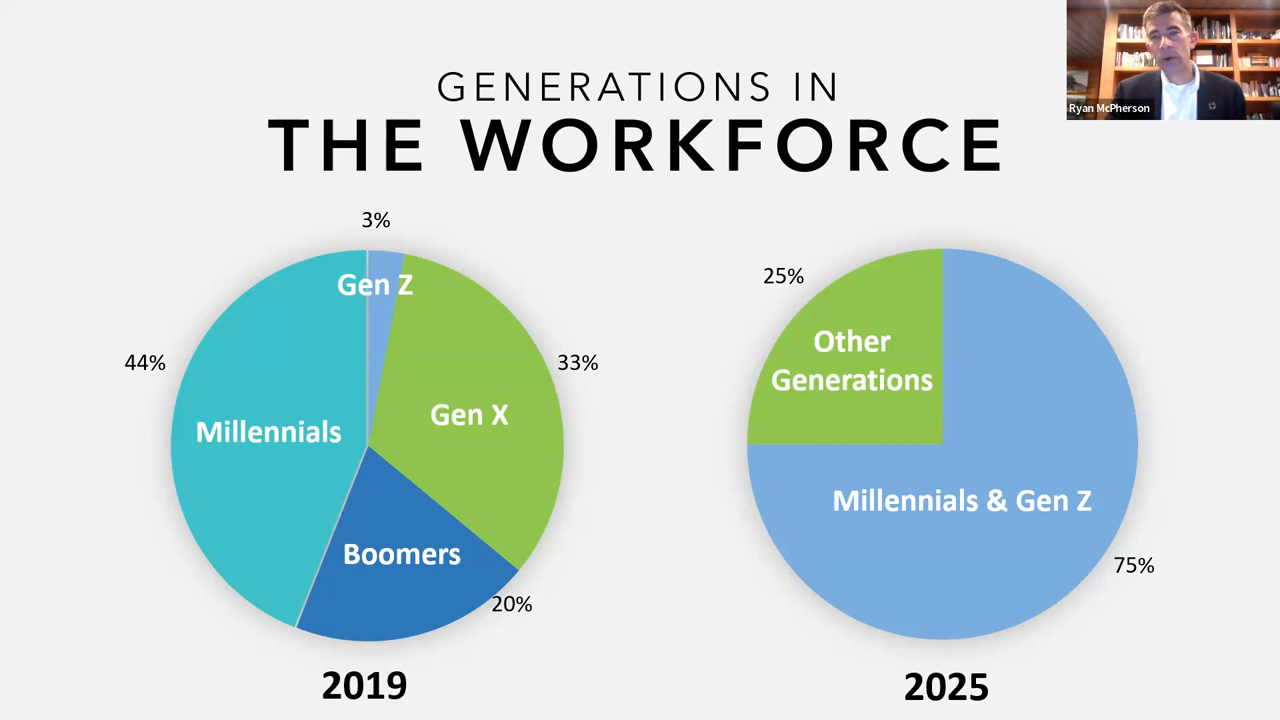 GENERATIONS IN
THE WORKFORCE
Ryan McPherson
3%
Gen Z
44%
33%
Millennials
Gen X
Boomers
20%
2019
25%
Other
Generations
Millennials & Gen Z
75%
2025